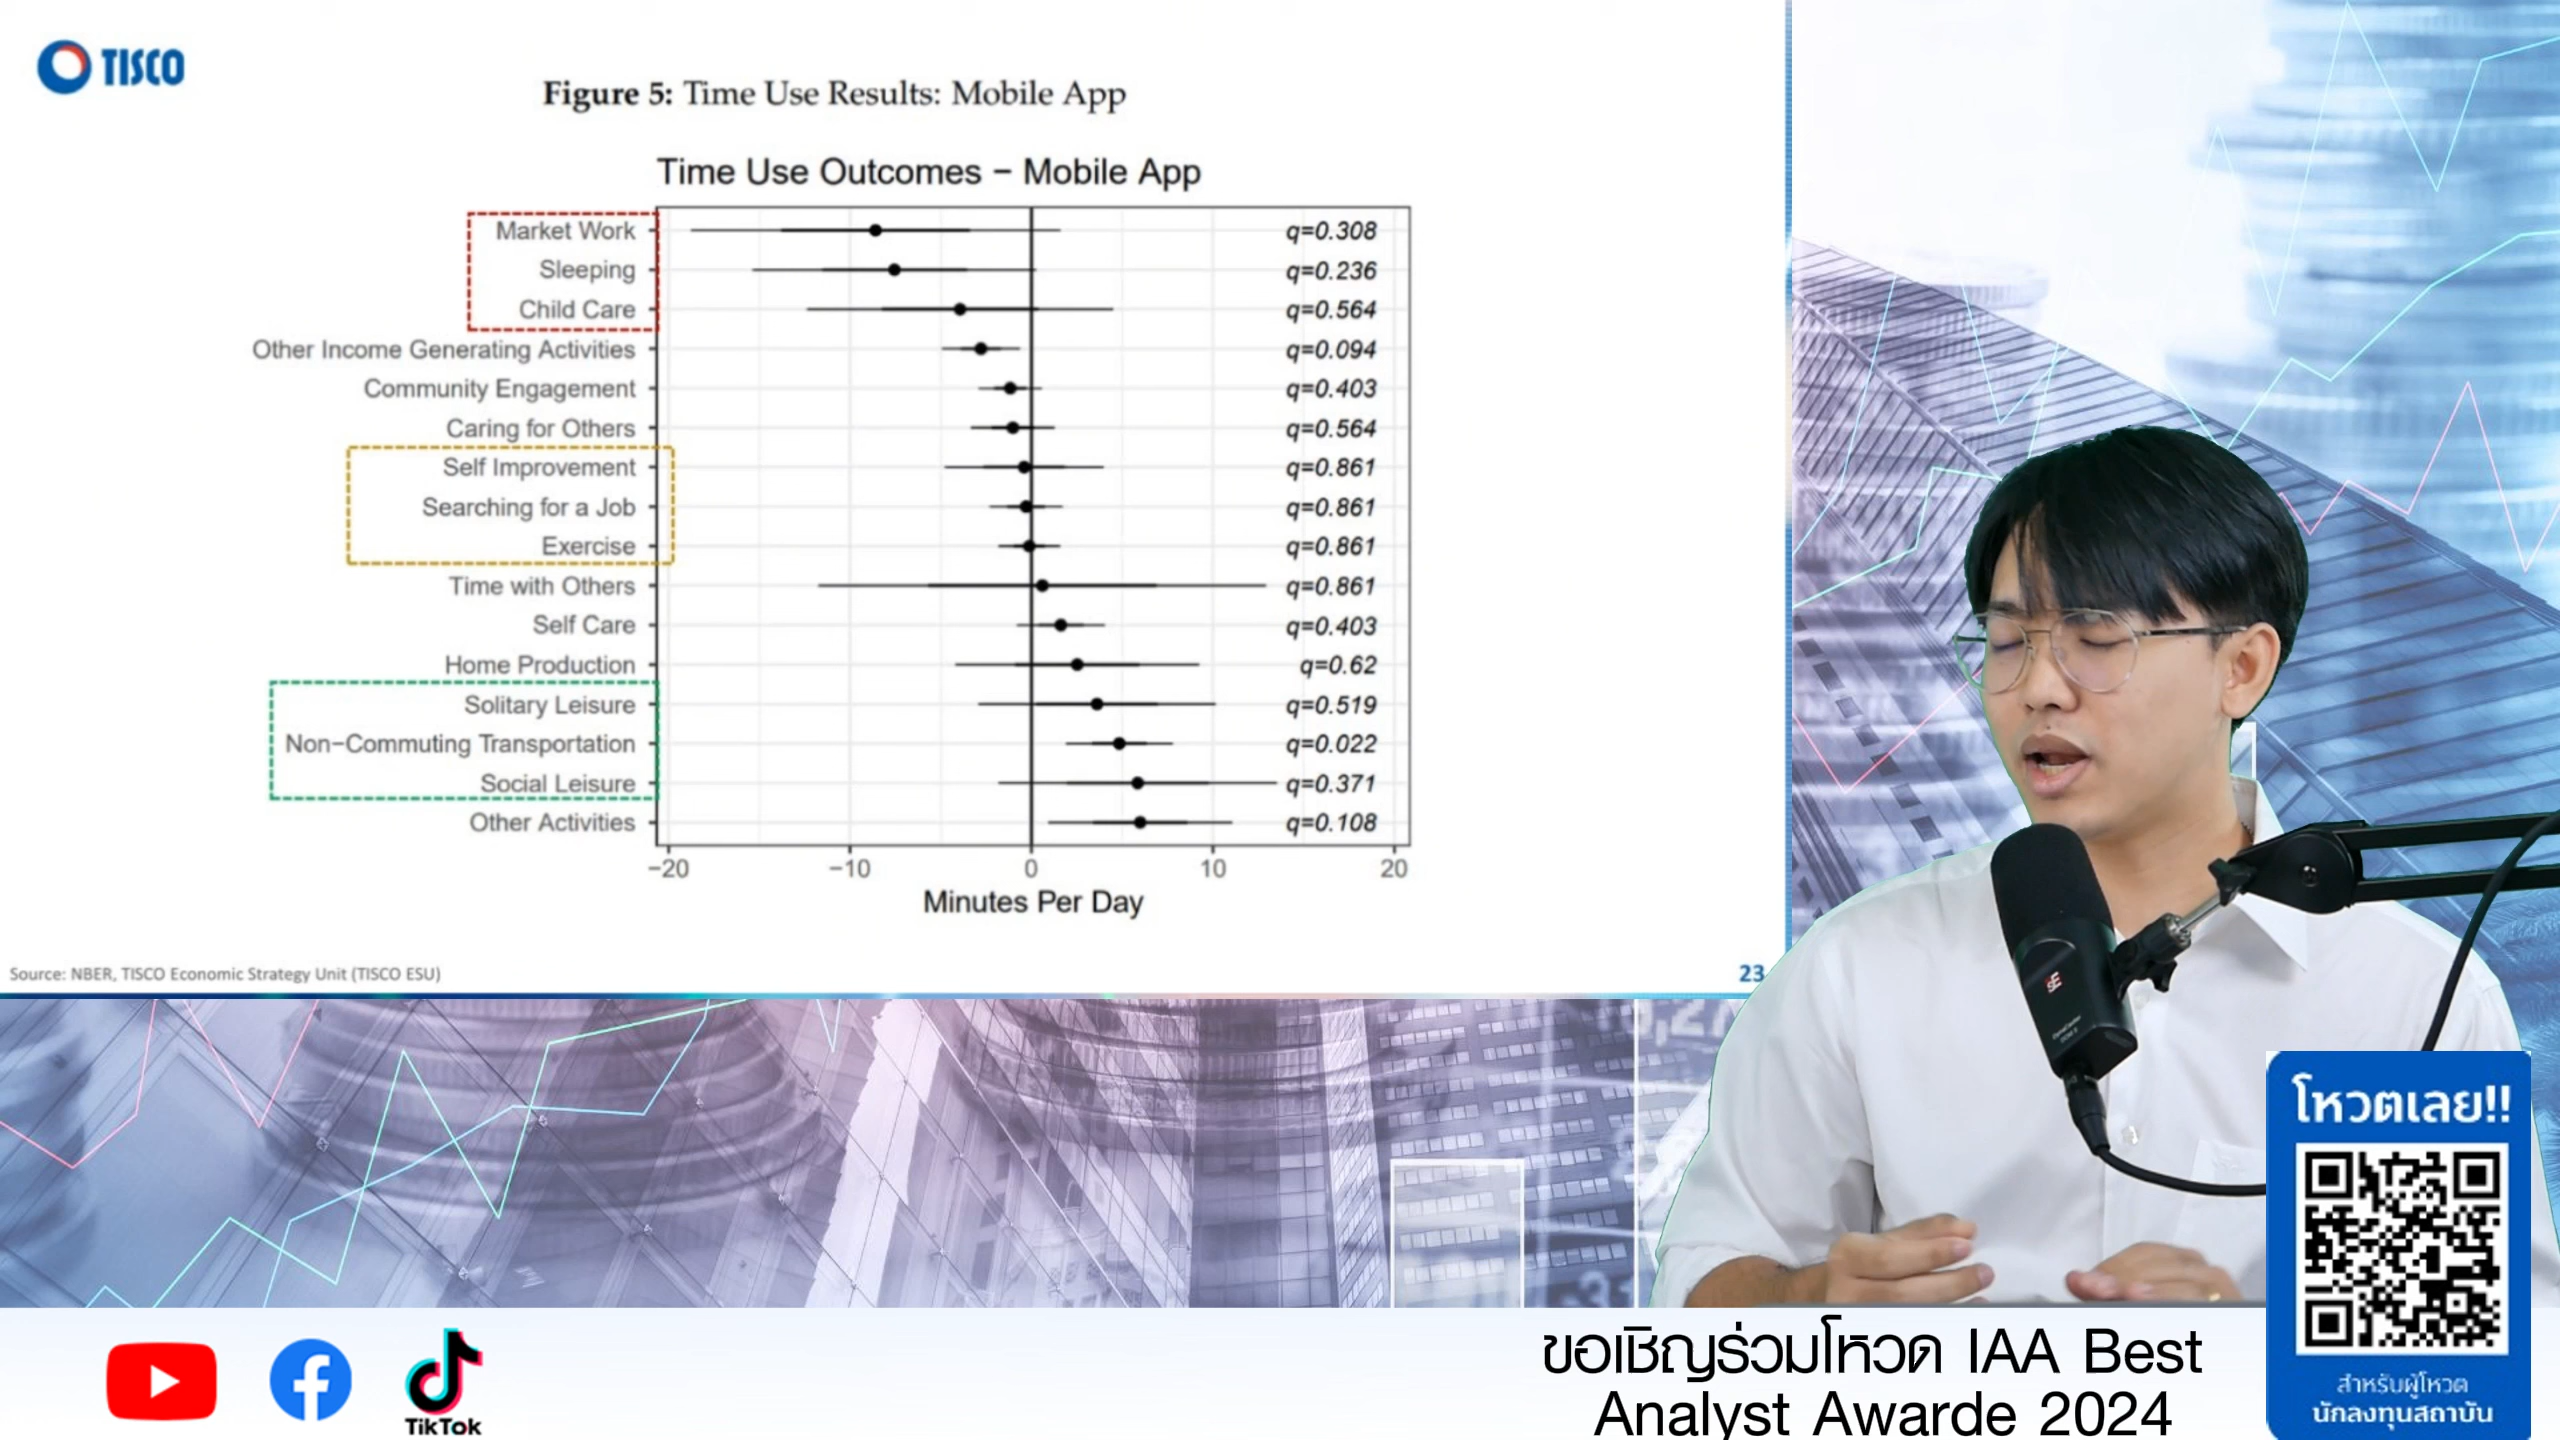 TISCO
Figure 5: Time Use Results: Mobile App
Time Use Outcomes − Mobile App
Market Work q=0.308
Sleeping q=0.236
Child Care q=0.564
Other Income Generating Activities q=0.094
Community Engagement q=0.403
Caring for Others q=0.564
Self Improvement q=0.861
Searching for a Job q=0.861
Exercise q=0.861
Time with Others q=0.861
Self Care q=0.403
Home Production q=0.62
Solitary Leisure q=0.519
Non−Commuting Transportation q=0.022
Social Leisure q=0.371
Other Activities q=0.108
−20 −10 0 10 20
Minutes Per Day
Source: NBER, TISCO Economic Strategy Unit (TISCO ESU)
23
sE
โหวตเลย!!
สำหรับผู้โหวต
นักลงทุนสถาบัน
ขอเชิญร่วมโหวต IAA Best
Analyst Awarde 2024
TikTok